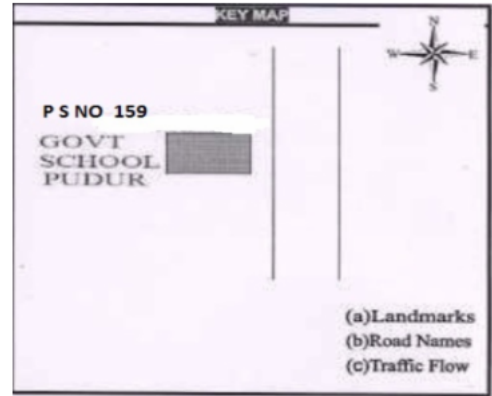 KEY MAP
N
W E
S
P S NO 159
GOVT
SCHOOL
PUDUR
(a)Landmarks
(b)Road Names
(c)Traffic Flow